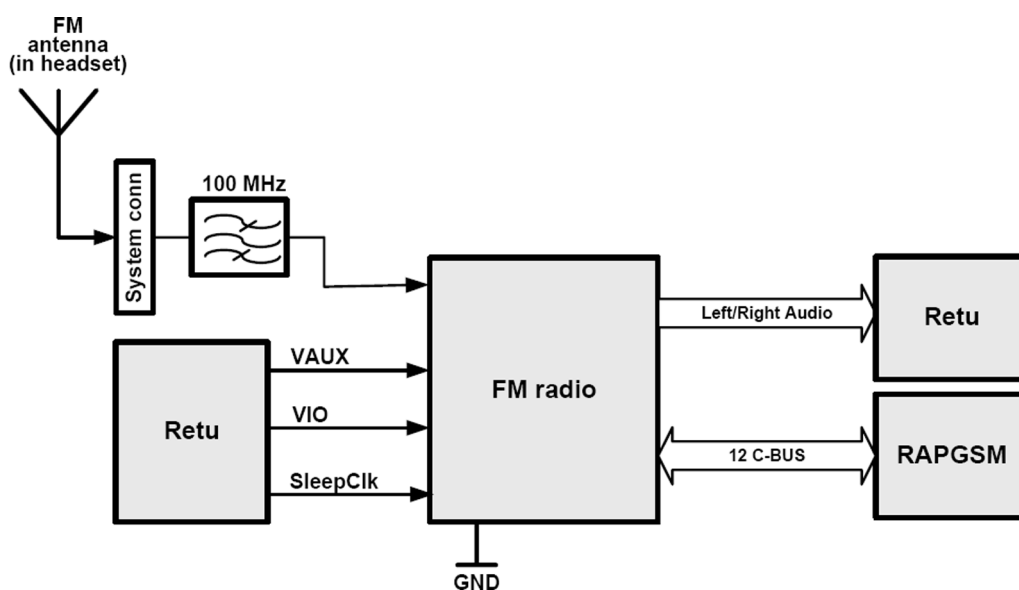 FM
antenna
(in headset)
System conn
100 MHz
Retu
VAUX
VIO
SleepClk
FM radio
GND
Left/Right Audio
12 C-BUS
Retu
RAPGSM